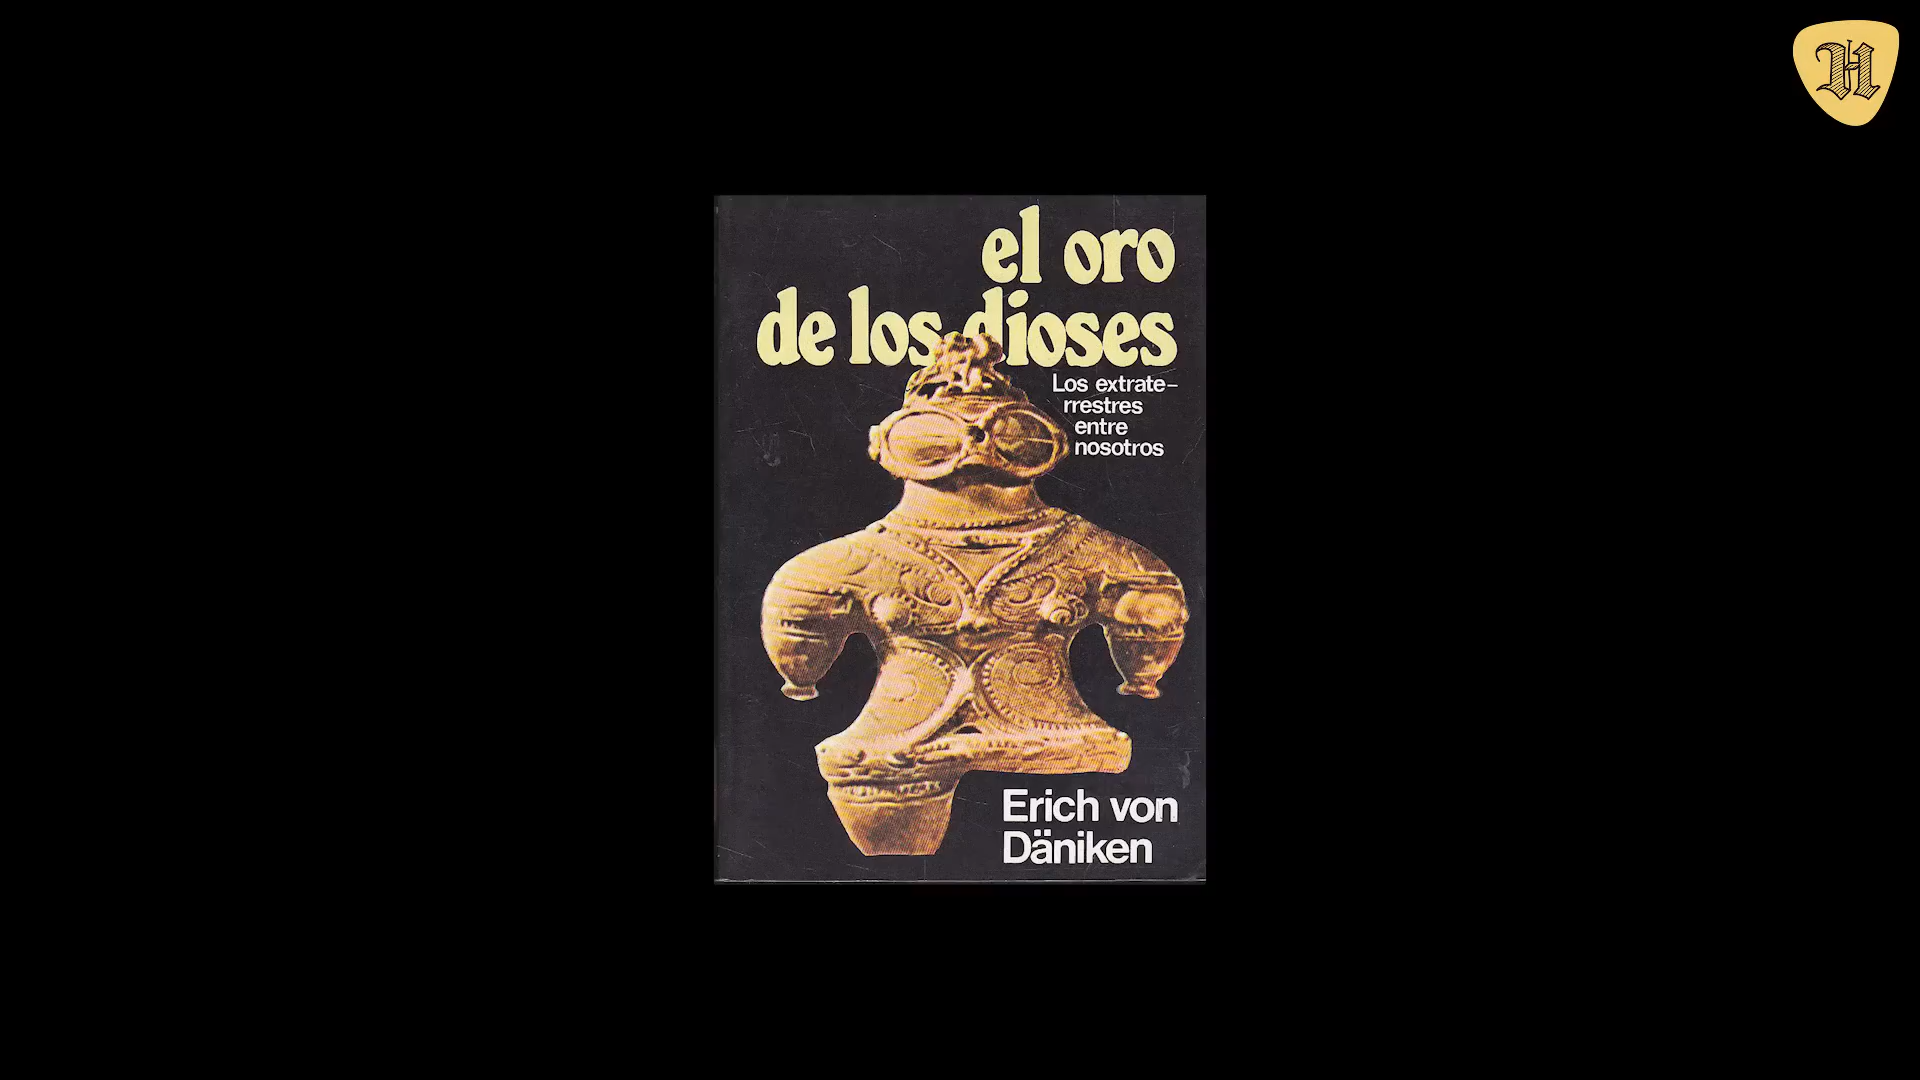 H
el oro
de los dioses
Los extrate-
rrestres
entre
nosotros
Erich von
Däniken